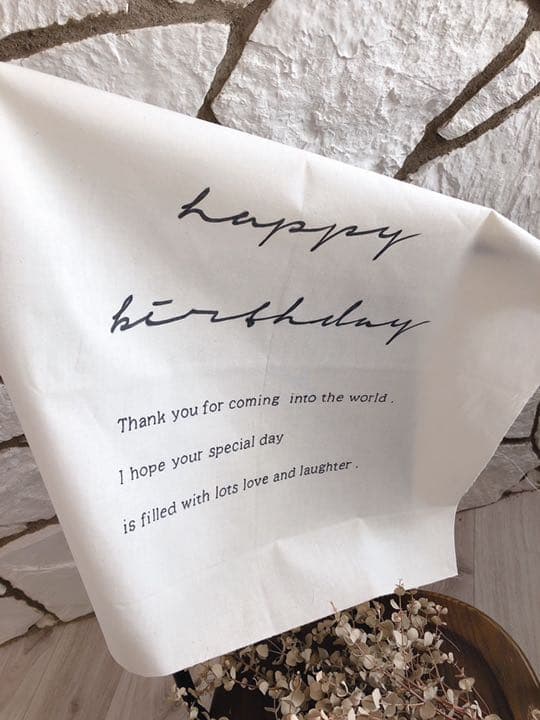 happy
birthday
Thank you for coming into the world .
I hope your special day
is filled with lots love and laughter .